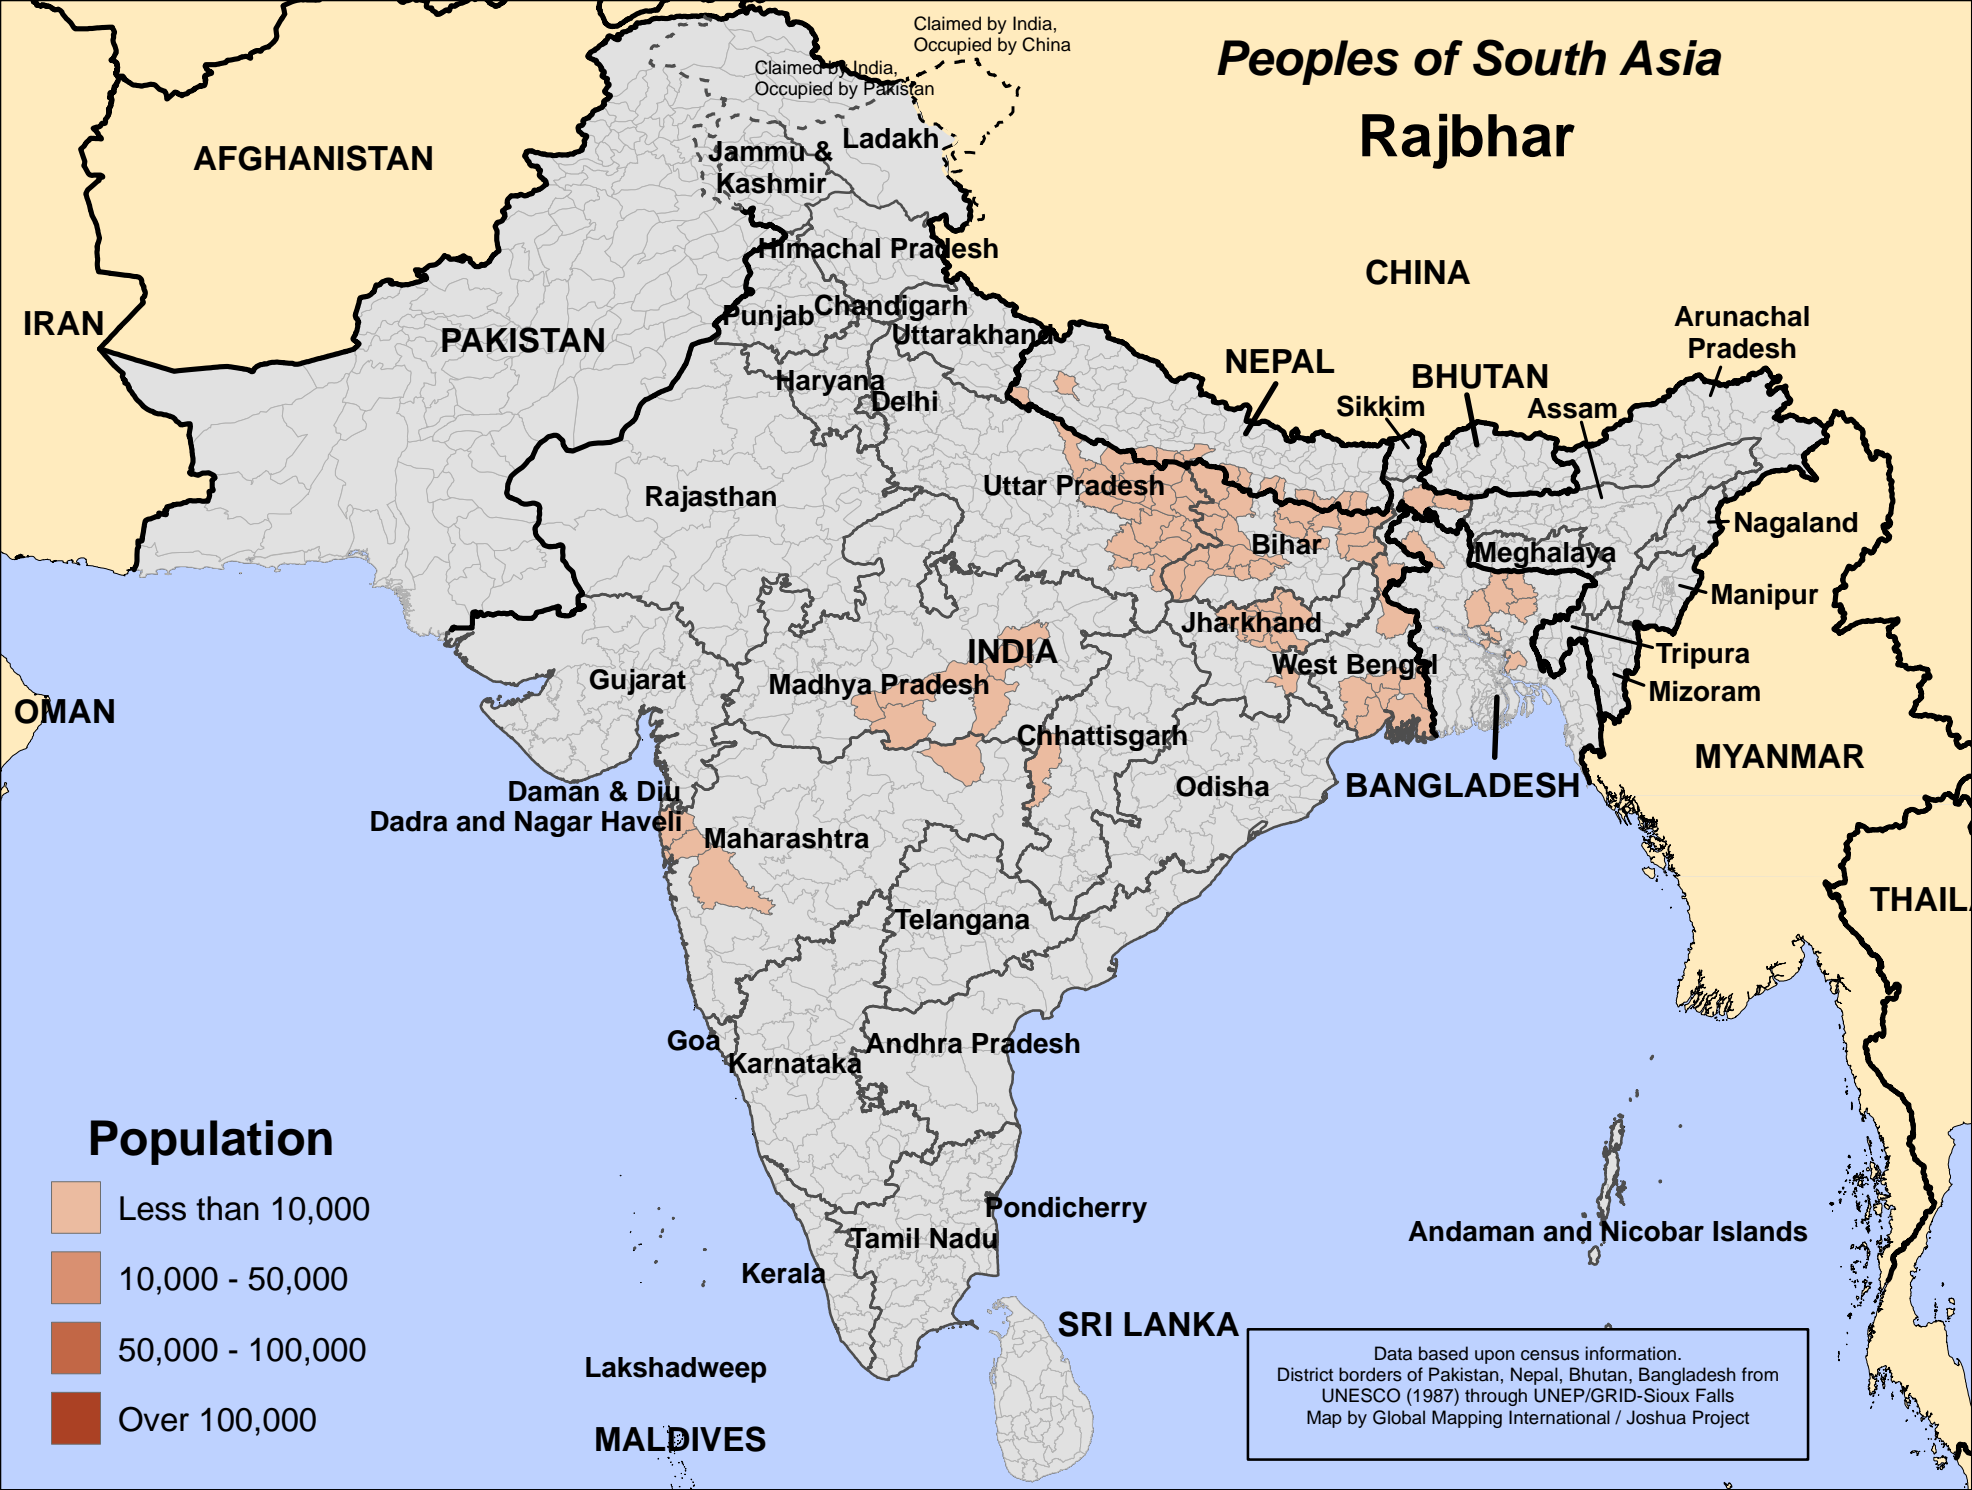 Claimed by India,
Occupied by China
Peoples of South Asia
Rajbhar
Claimed by India,
Occupied by Pakistan
Ladakh
Jammu &
Kashmir
AFGHANISTAN
Himachal Pradesh
CHINA
IRAN
Punjab
Chandigarh
Uttarakhand
PAKISTAN
Arunachal
Pradesh
NEPAL
BHUTAN
Haryana
Delhi
Sikkim
Assam
Rajasthan
Uttar Pradesh
Nagaland
Bihar
Meghalaya
Manipur
Jharkhand
INDIA
Tripura
West Bengal
Gujarat
Madhya Pradesh
Mizoram
OMAN
Chhattisgarh
MYANMAR
Odisha
BANGLADESH
Daman & Diu
Dadra and Nagar Haveli
Maharashtra
THAIL
Telangana
Goa
Andhra Pradesh
Karnataka
Population
Less than 10,000
10,000 - 50,000
50,000 - 100,000
Over 100,000
Pondicherry
Tamil Nadu
Andaman and Nicobar Islands
Kerala
SRI LANKA
Lakshadweep
MALDIVES
Data based upon census information.
District borders of Pakistan, Nepal, Bhutan, Bangladesh from
UNESCO (1987) through UNEP/GRID-Sioux Falls
Map by Global Mapping International / Joshua Project